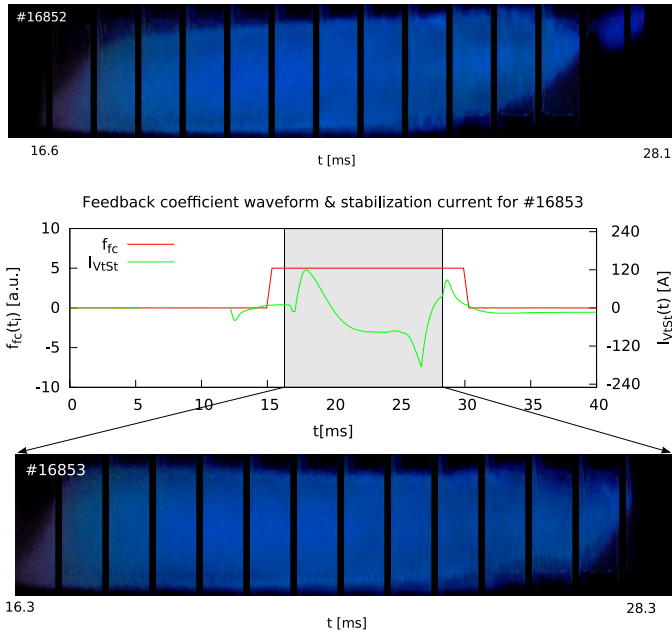 #16852
16.6
28.1
t [ms]
Feedback coefficient waveform & stabilization current for #16853
10
5
0
-5
-10
f_fc(t_i) [a.u.]
f_fc
I_VtSt
240
120
0
-120
-240
I_VtSt(t) [A]
0 5 10 15 20 25 30 35 40
t[ms]
#16853
16.3
28.3
t [ms]